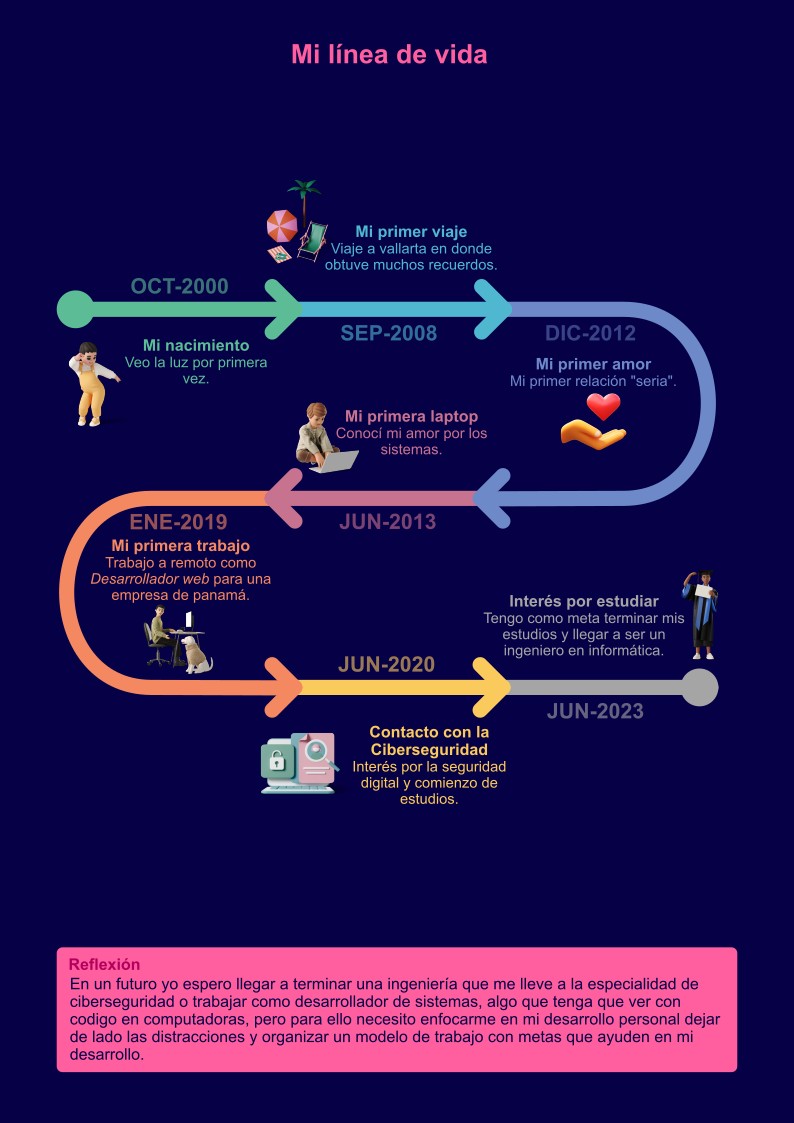 Mi línea de vida
OCT-2000
Mi nacimiento
Veo la luz por primera
vez.
Mi primer viaje
Viaje a vallarta en donde
obtuve muchos recuerdos.
SEP-2008
DIC-2012
Mi primer amor
Mi primer relación "seria".
Mi primera laptop
Conocí mi amor por los
sistemas.
JUN-2013
ENE-2019
Mi primera trabajo
Trabajo a remoto como
Desarrollador web para una
empresa de panamá.
JUN-2020
Contacto con la
Ciberseguridad
Interés por la seguridad
digital y comienzo de
estudios.
Interés por estudiar
Tengo como meta terminar mis
estudios y llegar a ser un
ingeniero en informática.
JUN-2023
Reflexión
En un futuro yo espero llegar a terminar una ingeniería que me lleve a la especialidad de
ciberseguridad o trabajar como desarrollador de sistemas, algo que tenga que ver con
codigo en computadoras, pero para ello necesito enfocarme en mi desarrollo personal dejar
de lado las distracciones y organizar un modelo de trabajo con metas que ayuden en mi
desarrollo.